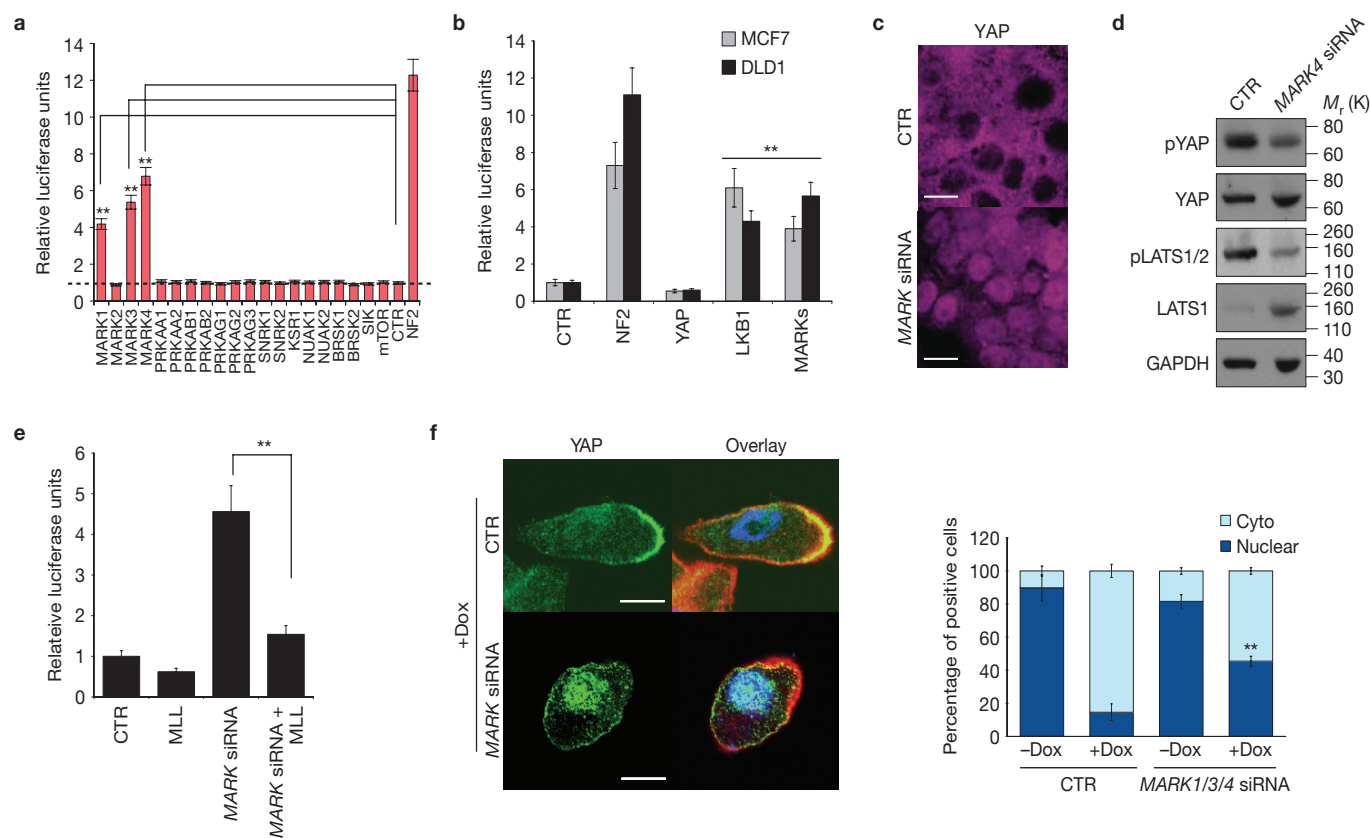 a
Relative luciferase units
14
12
10
8
6
4
2
0
**
**
**
MARK1
MARK2
MARK3
MARK4
PRKAA1
PRKAA2
PRKAB1
PRKAB2
PRKAG1
PRKAG2
PRKAG3
SNRK1
SNRK2
KSR1
NUAK1
NUAK2
BRSK1
BRSK2
SIK
mTOR
CTR
NF2
b
Relative luciferase units
14
12
10
8
6
4
2
0
MCF7
DLD1
**
CTR
NF2
YAP
LKB1
MARKs
c
YAP
CTR
MARK siRNA
d
CTR
MARK4 siRNA
Mr (K)
pYAP
80
60
YAP
80
60
pLATS1/2
260
160
110
LATS1
260
160
110
GAPDH
40
30
e
Relateive luciferase units
6
5
4
3
2
1
0
**
CTR
MLL
MARK siRNA
MARK siRNA +
MLL
f
YAP
Overlay
+Dox
CTR
MARK siRNA
Cyto
Nuclear
Percentage of positive cells
120
100
80
60
40
20
0
**
–Dox
+Dox
–Dox
+Dox
CTR
MARK1/3/4 siRNA